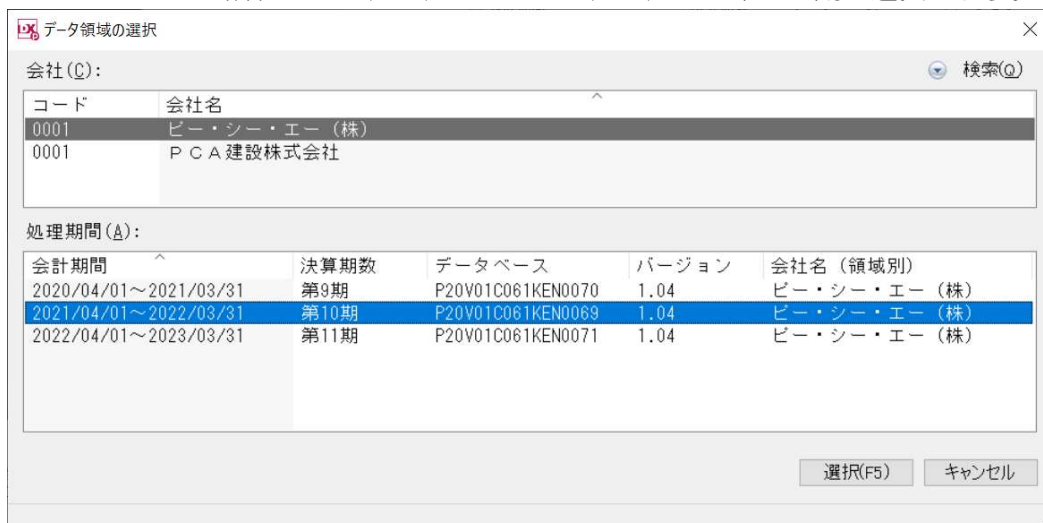 データ領域の選択
会社(C): 検索(Q)
コード 会社名
0001 ピー・シー・エー (株)
0001 PCA建設株式会社
処理期間(A):
会計期間 決算期数 データベース バージョン 会社名 (領域別)
2020/04/01～2021/03/31 第9期 P20V01C061KEN0070 1.04 ピー・シー・エー (株)
2021/04/01～2022/03/31 第10期 P20V01C061KEN0069 1.04 ピー・シー・エー (株)
2022/04/01～2023/03/31 第11期 P20V01C061KEN0071 1.04 ピー・シー・エー (株)
選択(F5) キャンセル